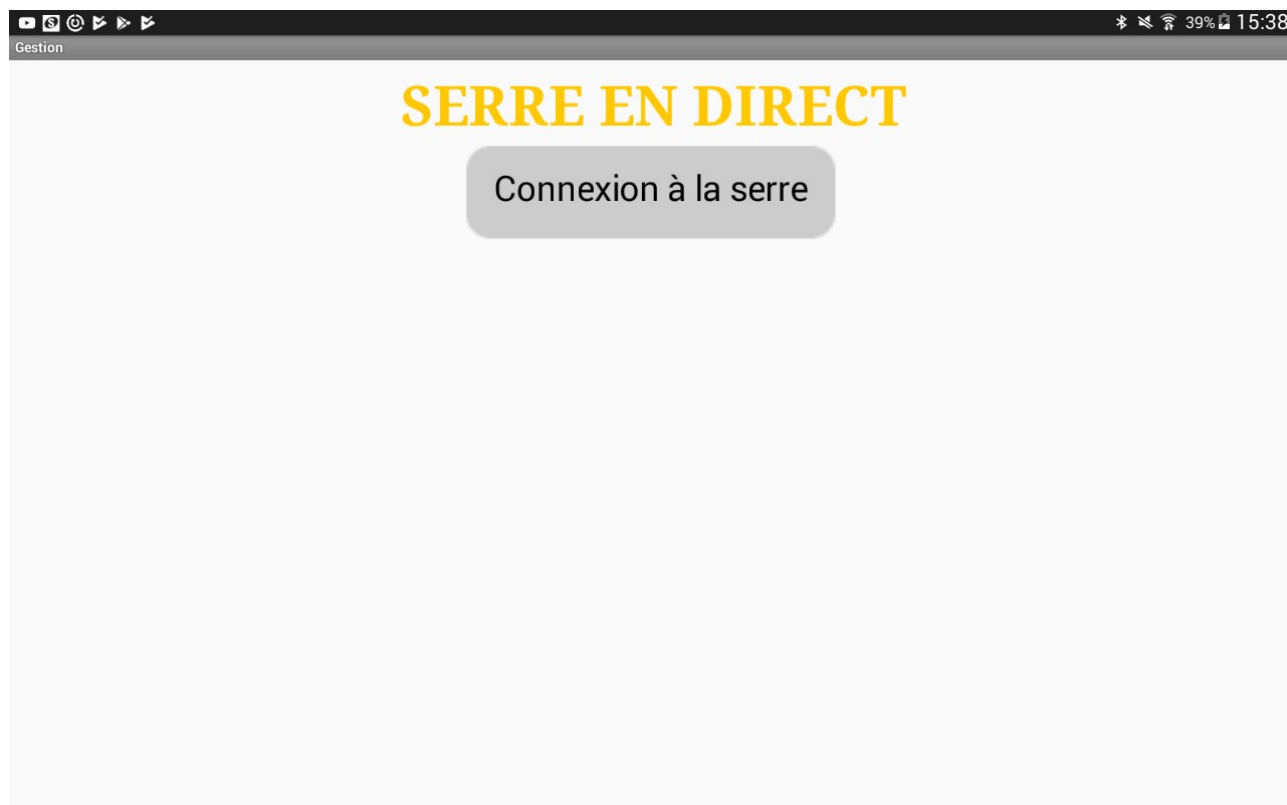 39% 15:38
Gestion
SERRE EN DIRECT
Connexion à la serre